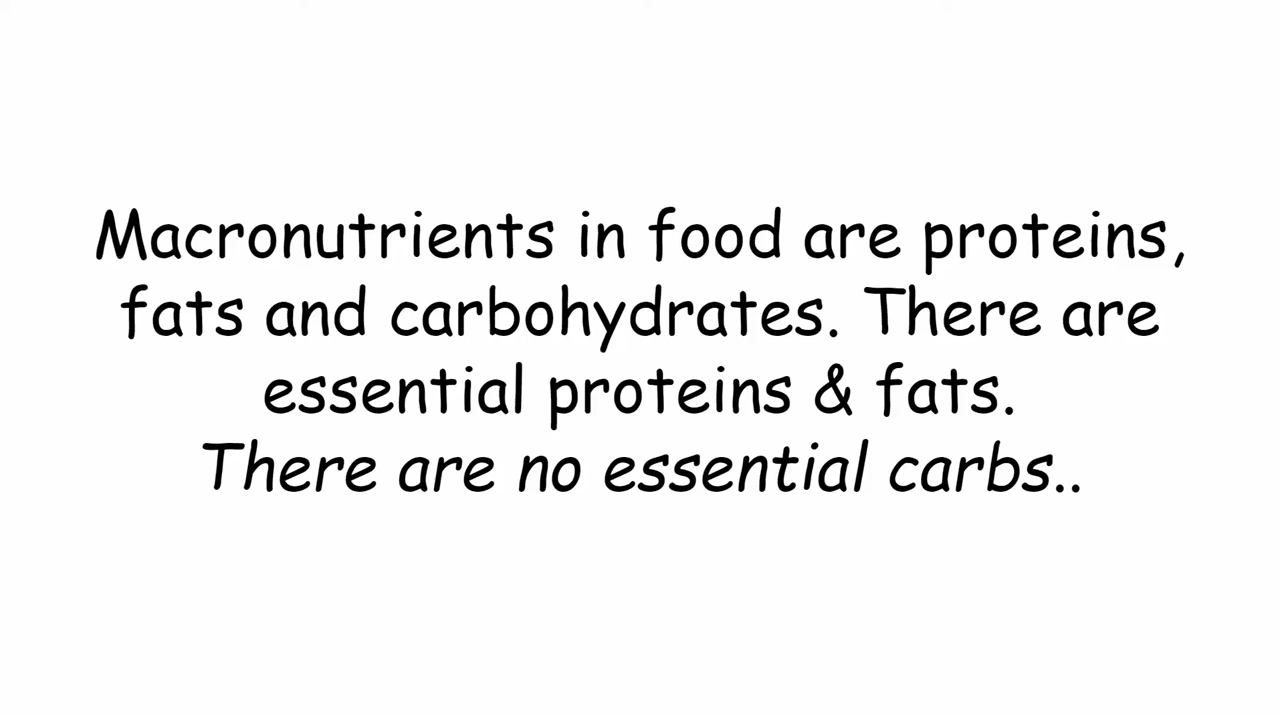 Macronutrients in food are proteins,
fats and carbohydrates. There are
essential proteins & fats.
There are no essential carbs..